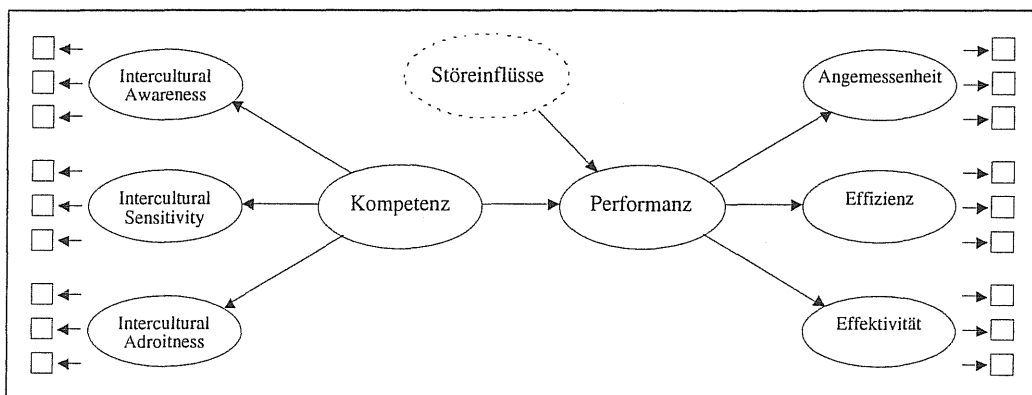 Intercultural
Awareness
Störeinflüsse
Angemessenheit
Intercultural
Sensitivity
Kompetenz
Performanz
Effizienz
Intercultural
Adroitness
Effektivität